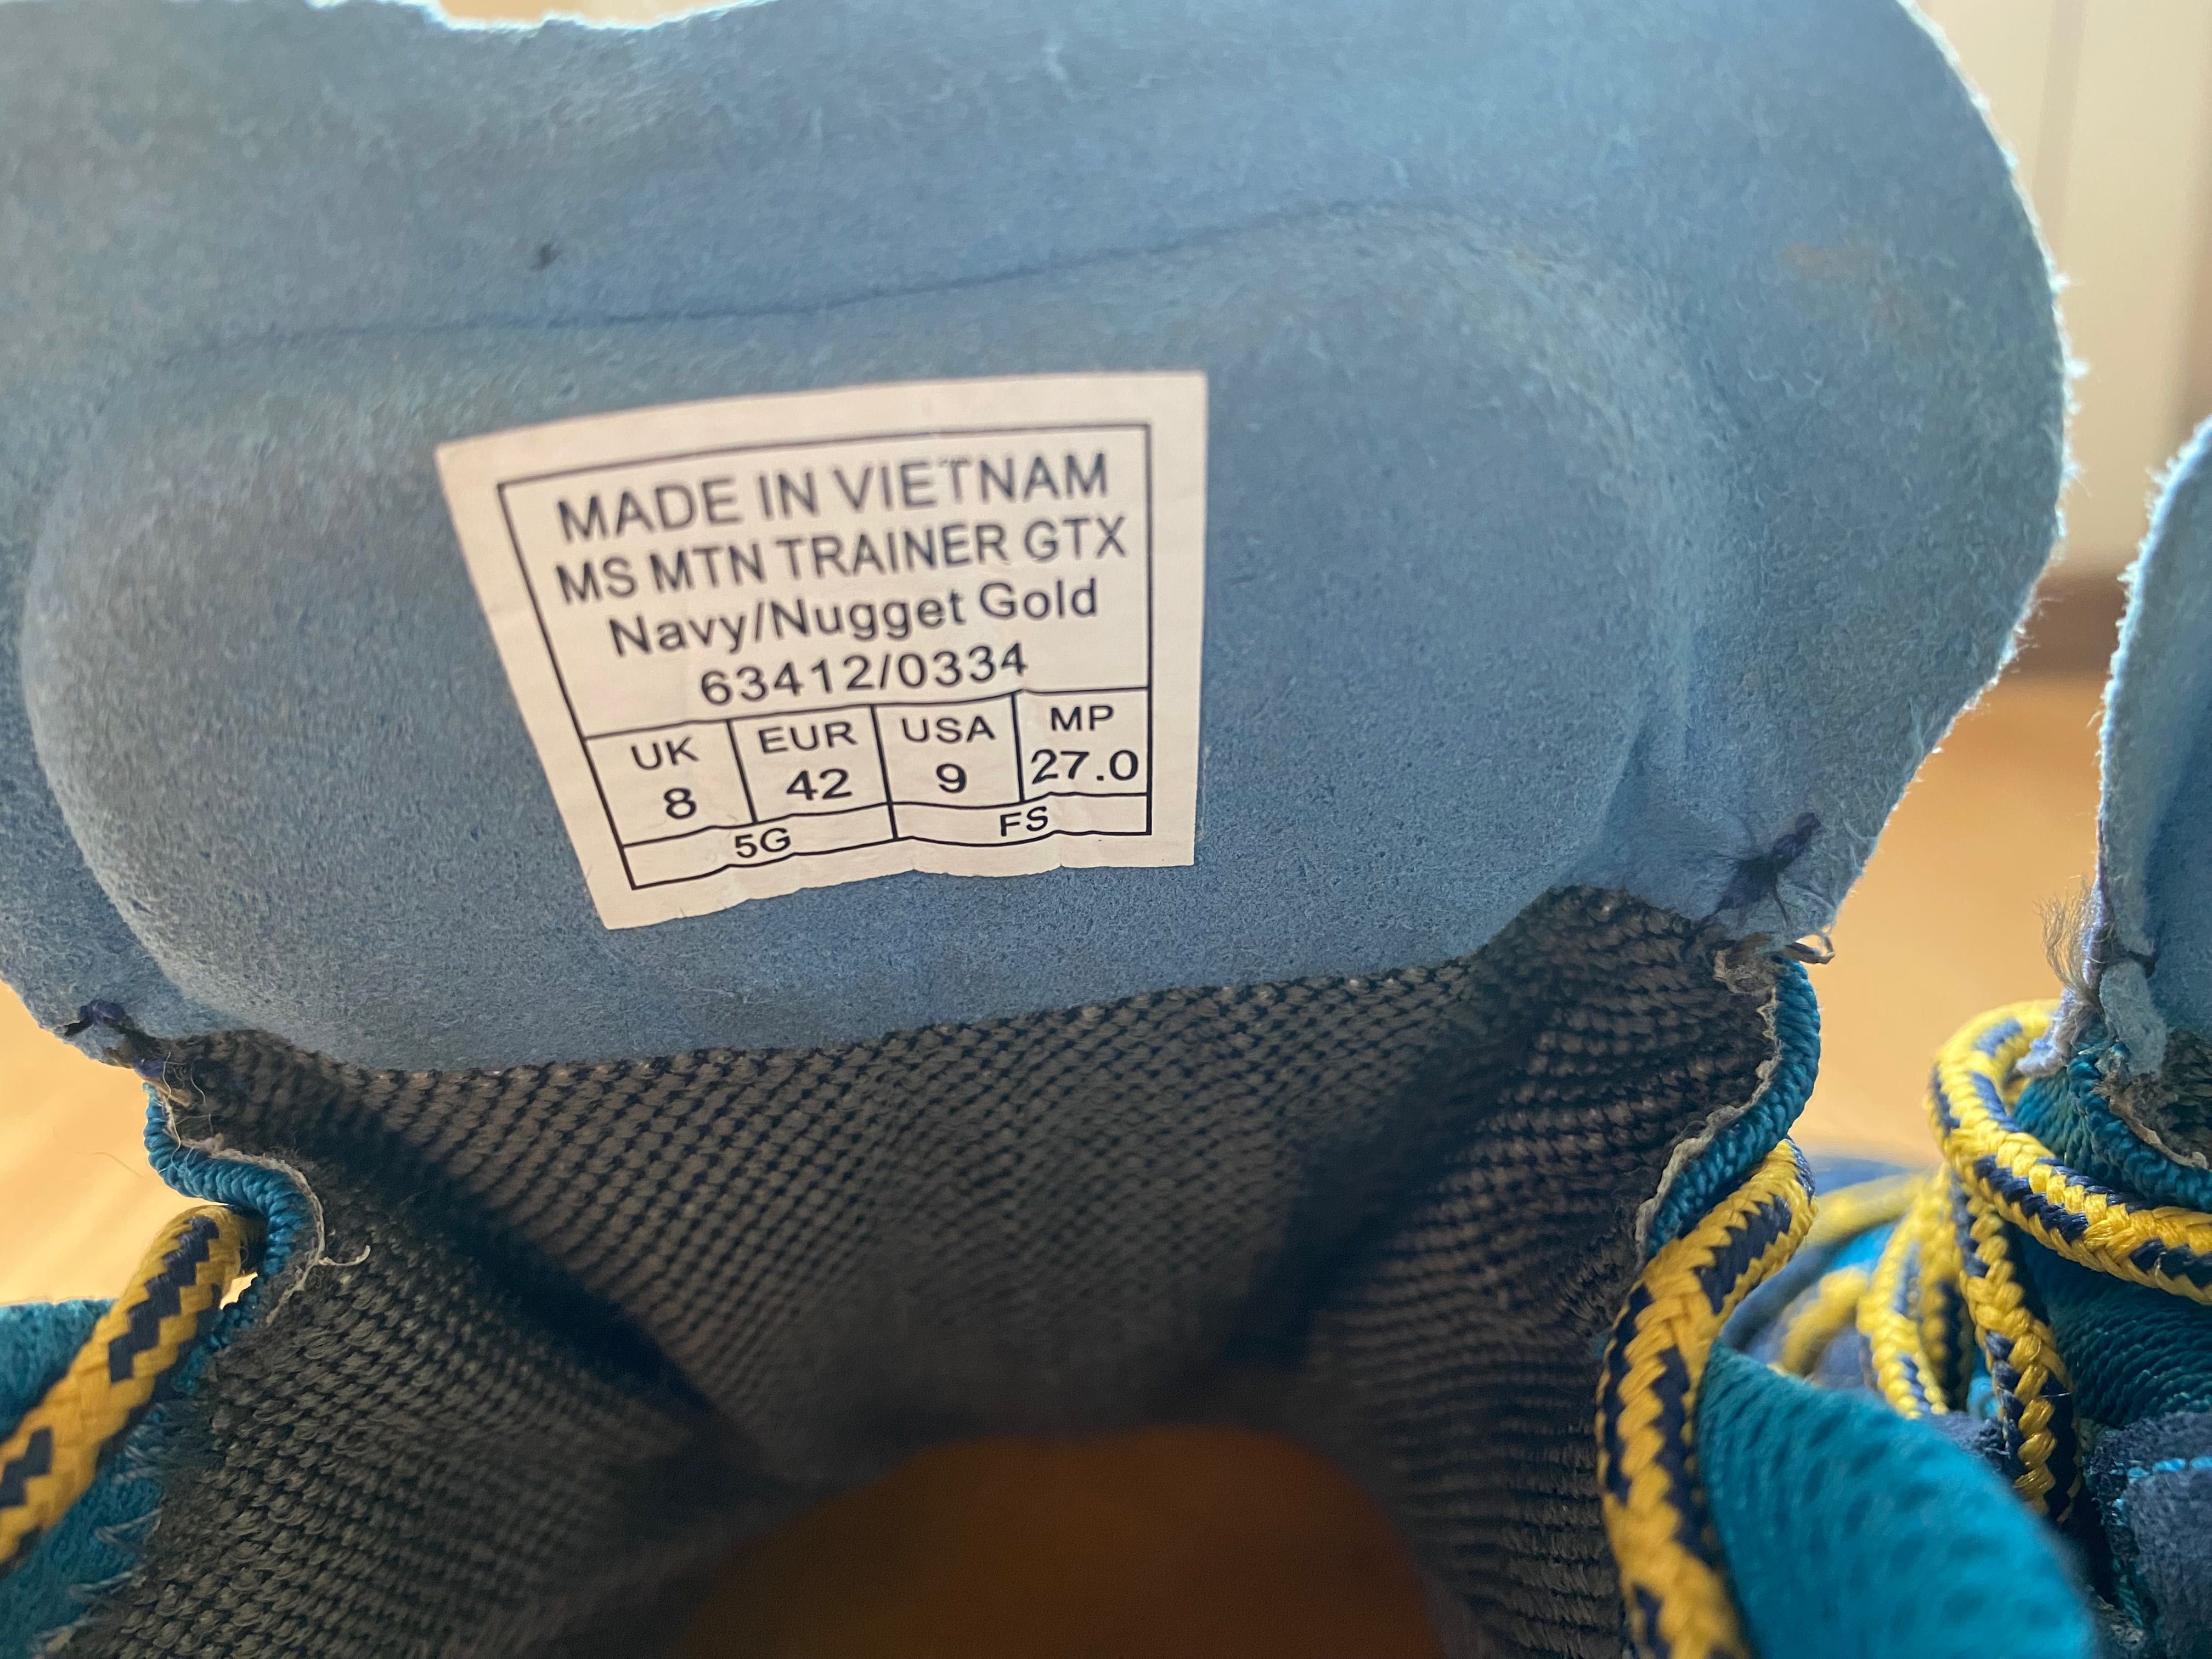 MADE IN VIETNAM
MS MTN TRAINER GTX
Navy/Nugget Gold
63412/0334
UK EUR USA MP
8 42 9 27.0
5G FS